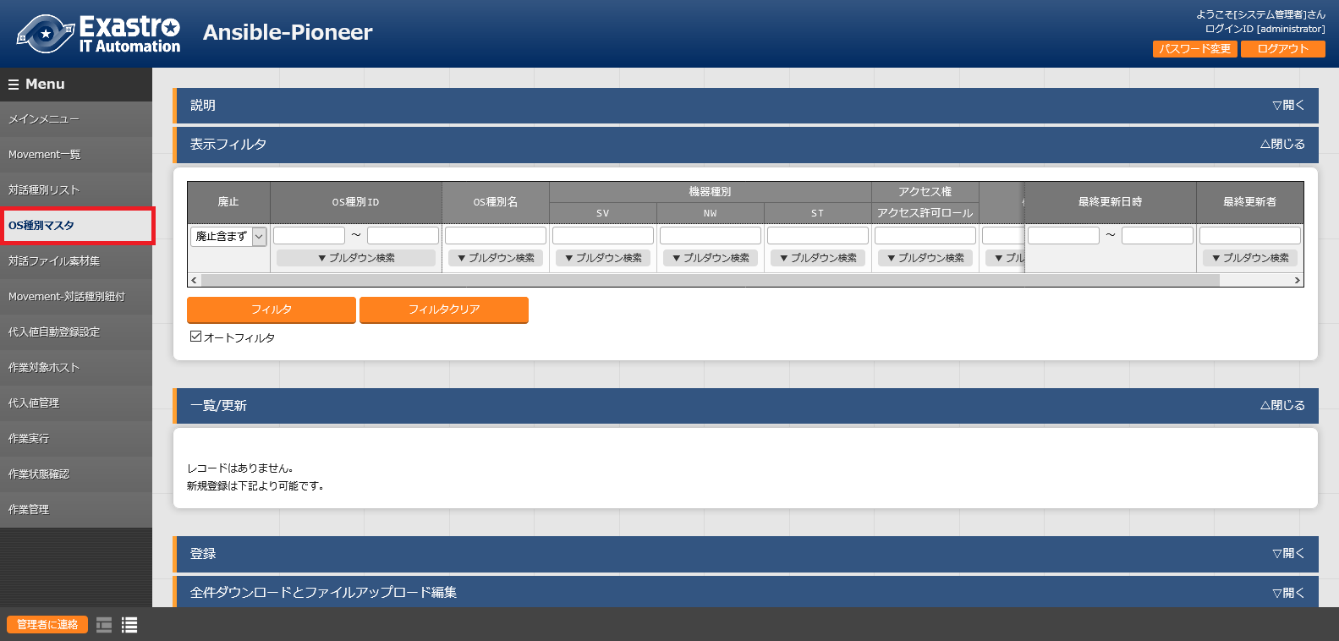 Exastro
IT Automation
Ansible-Pioneer
ようこそ[システム管理者]さん
ログインID [administrator]
パスワード変更
ログアウト
Menu
メインメニュー
Movement一覧
対話種別リスト
OS種別マスタ
対話ファイル素材集
Movement-対話種別紐付
代入値自動登録設定
作業対象ホスト
代入値管理
作業実行
作業状態確認
作業管理
説明
▽開く
表示フィルタ
△閉じる
廃止
OS種別ID
OS種別名
機器種別
SV
NW
ST
アクセス権
アクセス許可ロール
最終更新日時
最終更新者
廃止含まず
～
～
▼プルダウン検索
▼プルダウン検索
▼プルダウン検索
▼プルダウン検索
▼プルダウン検索
▼プルダウン検索
▼プル
▼プルダウン検索
フィルタ
フィルタクリア
オートフィルタ
一覧/更新
△閉じる
レコードはありません。
新規登録は下記より可能です。
登録
▽開く
全件ダウンロードとファイルアップロード編集
▽開く
管理者に連絡